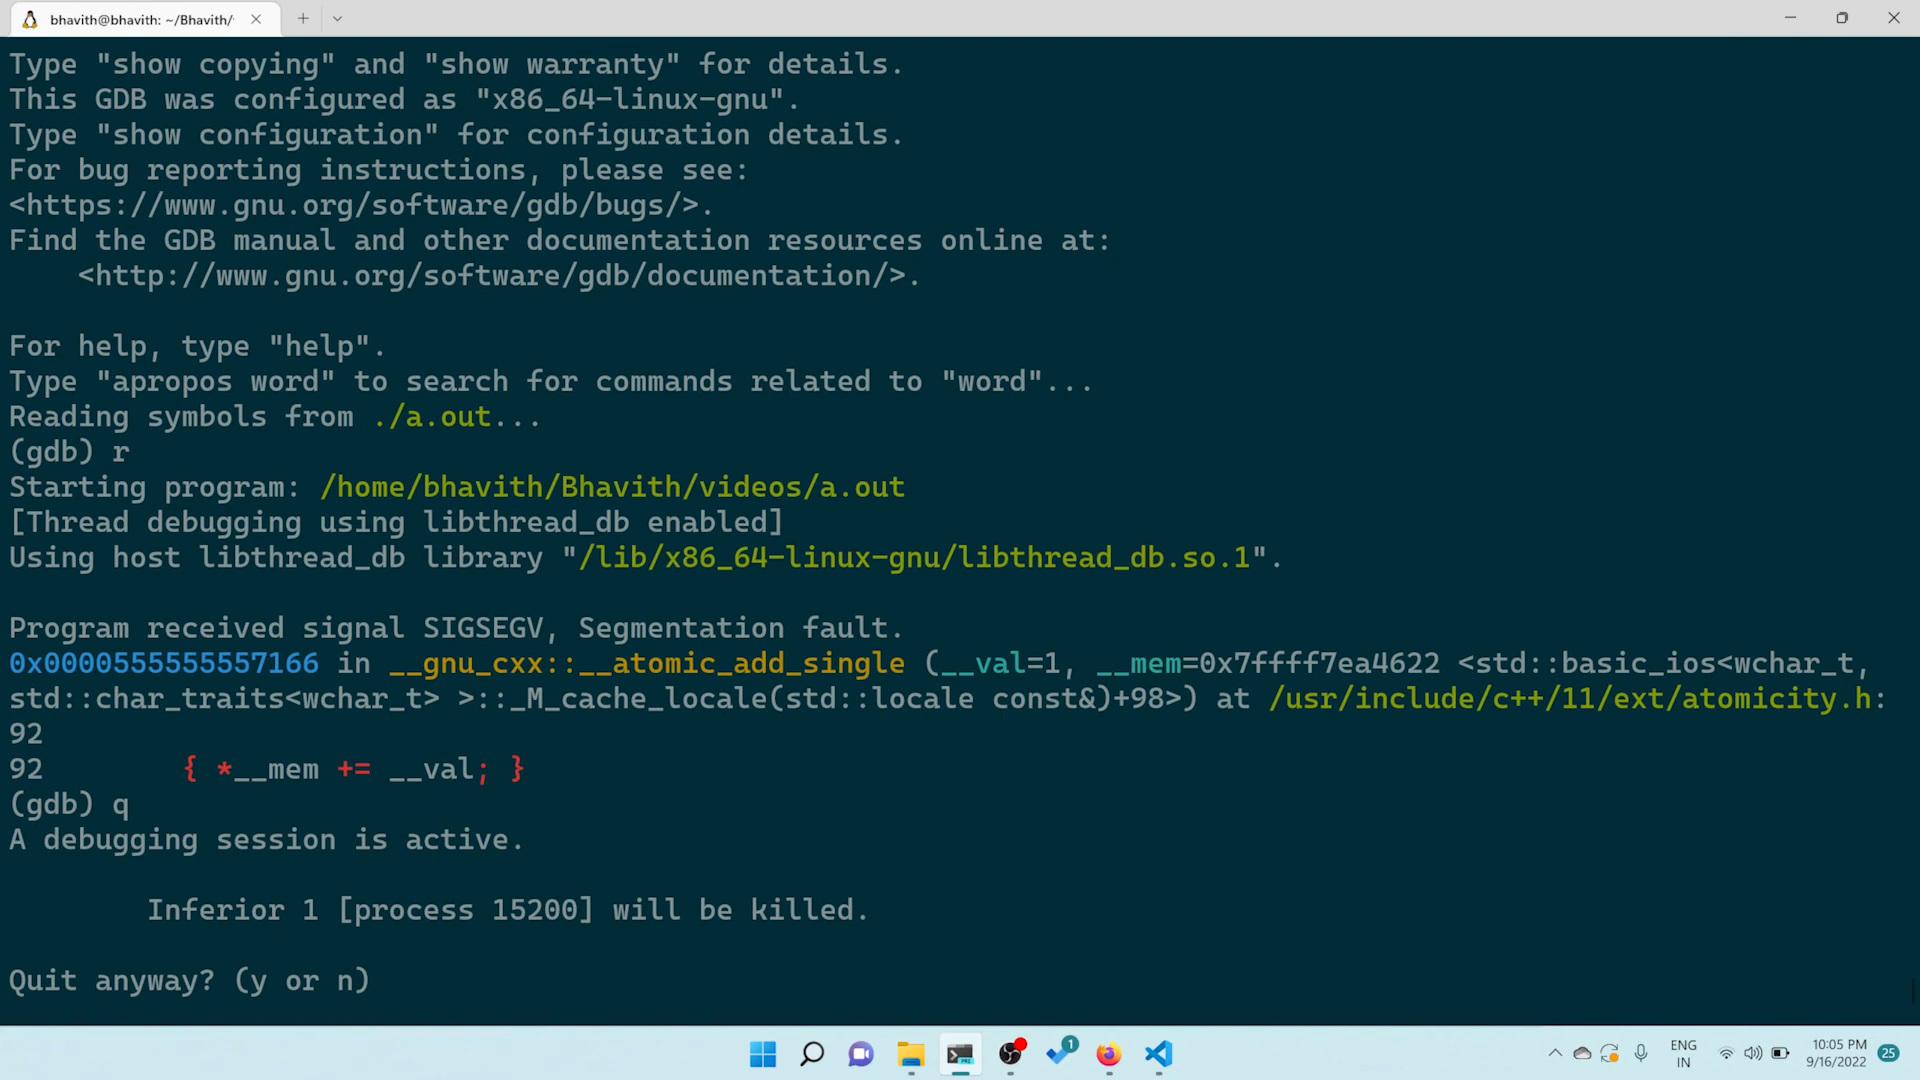 bhavith@bhavith: ~/Bhavith/
Type "show copying" and "show warranty" for details.
This GDB was configured as "x86_64-linux-gnu".
Type "show configuration" for configuration details.
For bug reporting instructions, please see:
<https://www.gnu.org/software/gdb/bugs/>.
Find the GDB manual and other documentation resources online at:
    <http://www.gnu.org/software/gdb/documentation/>.
For help, type "help".
Type "apropos word" to search for commands related to "word"...
Reading symbols from ./a.out...
(gdb) r
Starting program: /home/bhavith/Bhavith/videos/a.out
[Thread debugging using libthread_db enabled]
Using host libthread_db library "/lib/x86_64-linux-gnu/libthread_db.so.1".
Program received signal SIGSEGV, Segmentation fault.
0x0000555555557166 in __gnu_cxx::__atomic_add_single (__val=1, __mem=0x7ffff7ea4622 <std::basic_ios<wchar_t,
std::char_traits<wchar_t> >::_M_cache_locale(std::locale const&)+98>) at /usr/include/c++/11/ext/atomicity.h:
92
92        { *__mem += __val; }
(gdb) q
A debugging session is active.
        Inferior 1 [process 15200] will be killed.
Quit anyway? (y or n)
PRE
1
ENG
IN
10:05 PM
9/16/2022
25